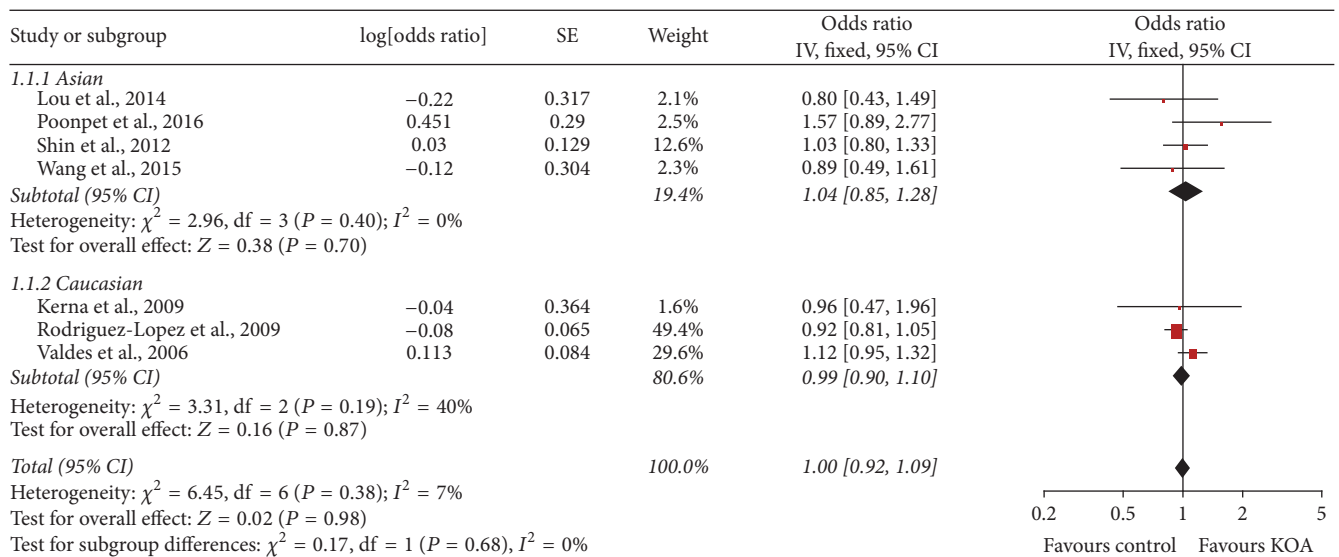 Study or subgroup log[odds ratio] SE Weight Odds ratio IV, fixed, 95% CI Odds ratio IV, fixed, 95% CI
1.1.1 Asian
Lou et al., 2014 −0.22 0.317 2.1% 0.80 [0.43, 1.49]
Poonpet et al., 2016 0.451 0.29 2.5% 1.57 [0.89, 2.77]
Shin et al., 2012 0.03 0.129 12.6% 1.03 [0.80, 1.33]
Wang et al., 2015 −0.12 0.304 2.3% 0.89 [0.49, 1.61]
Subtotal (95% CI) 19.4% 1.04 [0.85, 1.28]
Heterogeneity: χ² = 2.96, df = 3 (P = 0.40); I² = 0%
Test for overall effect: Z = 0.38 (P = 0.70)
1.1.2 Caucasian
Kerna et al., 2009 −0.04 0.364 1.6% 0.96 [0.47, 1.96]
Rodriguez-Lopez et al., 2009 −0.08 0.065 49.4% 0.92 [0.81, 1.05]
Valdes et al., 2006 0.113 0.084 29.6% 1.12 [0.95, 1.32]
Subtotal (95% CI) 80.6% 0.99 [0.90, 1.10]
Heterogeneity: χ² = 3.31, df = 2 (P = 0.19); I² = 40%
Test for overall effect: Z = 0.16 (P = 0.87)
Total (95% CI) 100.0% 1.00 [0.92, 1.09]
Heterogeneity: χ² = 6.45, df = 6 (P = 0.38); I² = 7%
Test for overall effect: Z = 0.02 (P = 0.98)
Test for subgroup differences: χ² = 0.17, df = 1 (P = 0.68), I² = 0%
0.2 0.5 1 2 5
Favours control Favours KOA